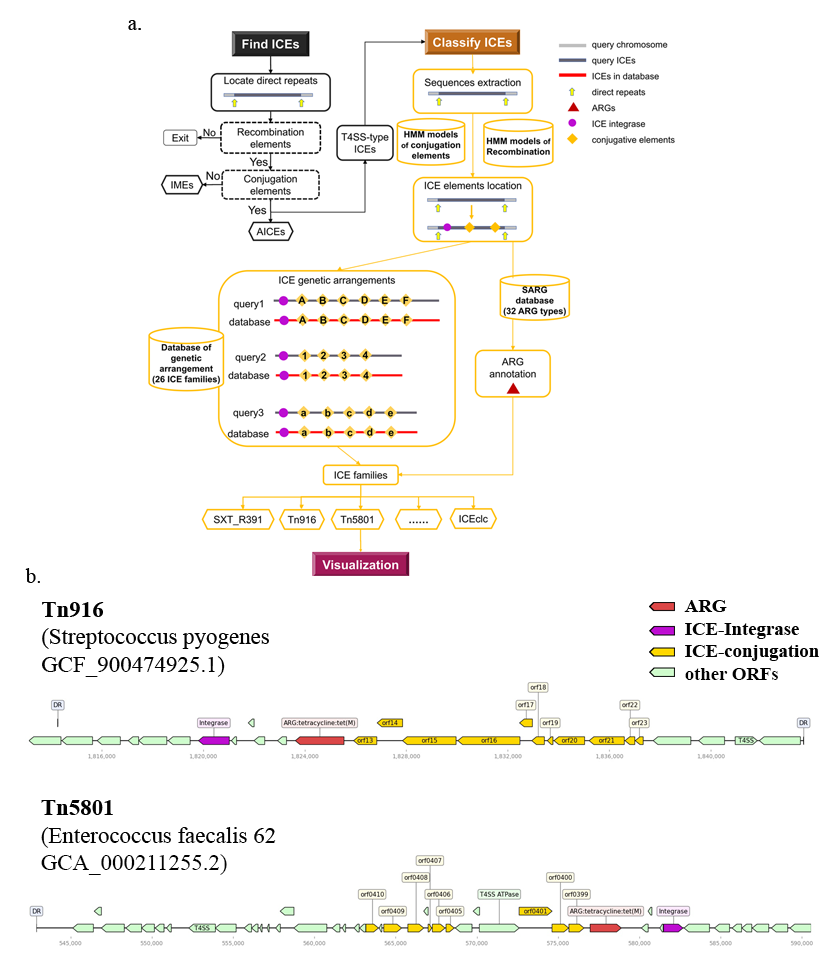 a.
Find ICEs
Locate direct repeats
Recombination
elements
No
Exit
Yes
Conjugation
elements
No
IMEs
Yes
AICEs
T4SS-type
ICEs
Classify ICEs
Sequences extraction
HMM models
of conjugation
elements
HMM models of
Recombination
ICE elements location
query chromosome
query ICEs
ICEs in database
direct repeats
ARGs
ICE integrase
conjugative elements
ICE genetic arrangements
query1 A B C D E F
database A B C D E F
query2 1 2 3 4
database 1 2 3 4
query3 a b c d e
database a b c d e
Database of
genetic
arrangement
(26 ICE families)
SARG
database
(32 ARG types)
ARG
annotation
ICE families
SXT_R391
Tn916
Tn5801
......
ICEclc
Visualization
b.
Tn916
(Streptococcus pyogenes
GCF_900474925.1)
ARG
ICE-Integrase
ICE-conjugation
other ORFs
orf18
DR orf17 orf22
Integrase ARG:tetracycline:tet(M) orf14 orf19 orf23 DR
orf13 orf15 orf16 orf20 orf21 T4SS
1,816,000 1,820,000 1,824,000 1,828,000 1,832,000 1,836,000 1,840,000
Tn5801
(Enterococcus faecalis 62
GCA_000211255.2)
orf0407
orf0408 orf0400
orf0410 orf0406 T4SS ATPase orf0399
DR orf0409 orf0405 orf0401 ARG:tetracycline:tet(M) Integrase
T4SS
545,000 550,000 555,000 560,000 565,000 570,000 575,000 580,000 585,000 590,000